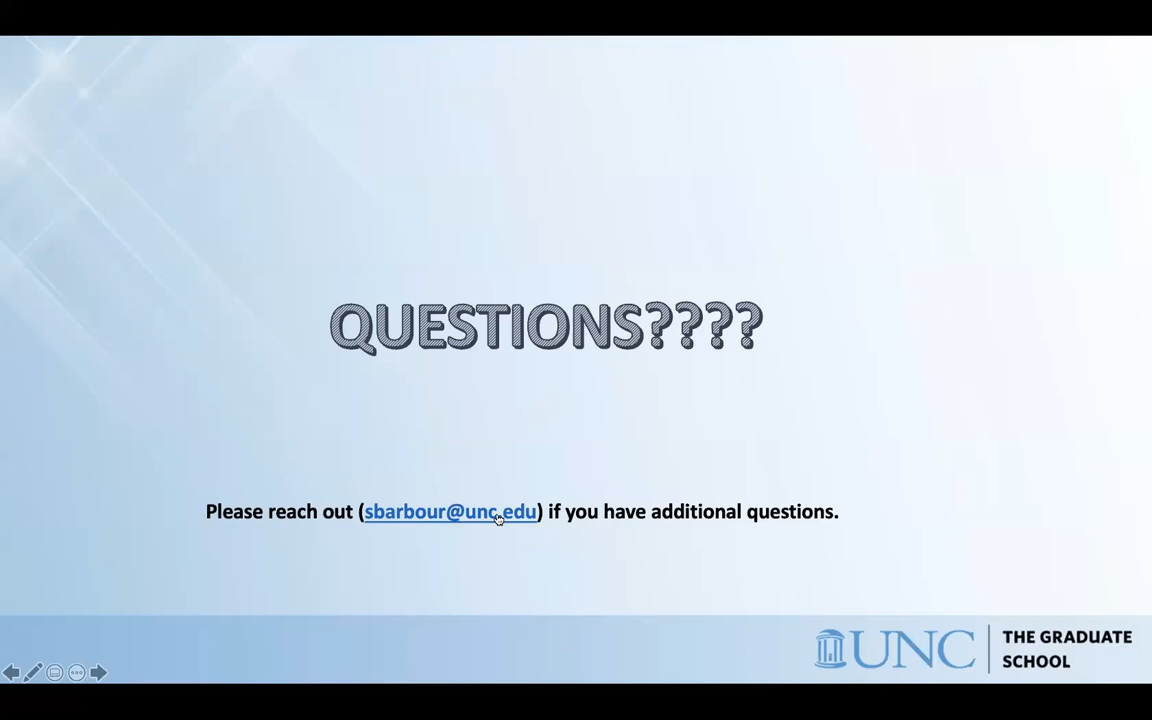 QUESTIONS????
Please reach out (sbarbour@unc.edu) if you have additional questions.
UNC
THE GRADUATE
SCHOOL